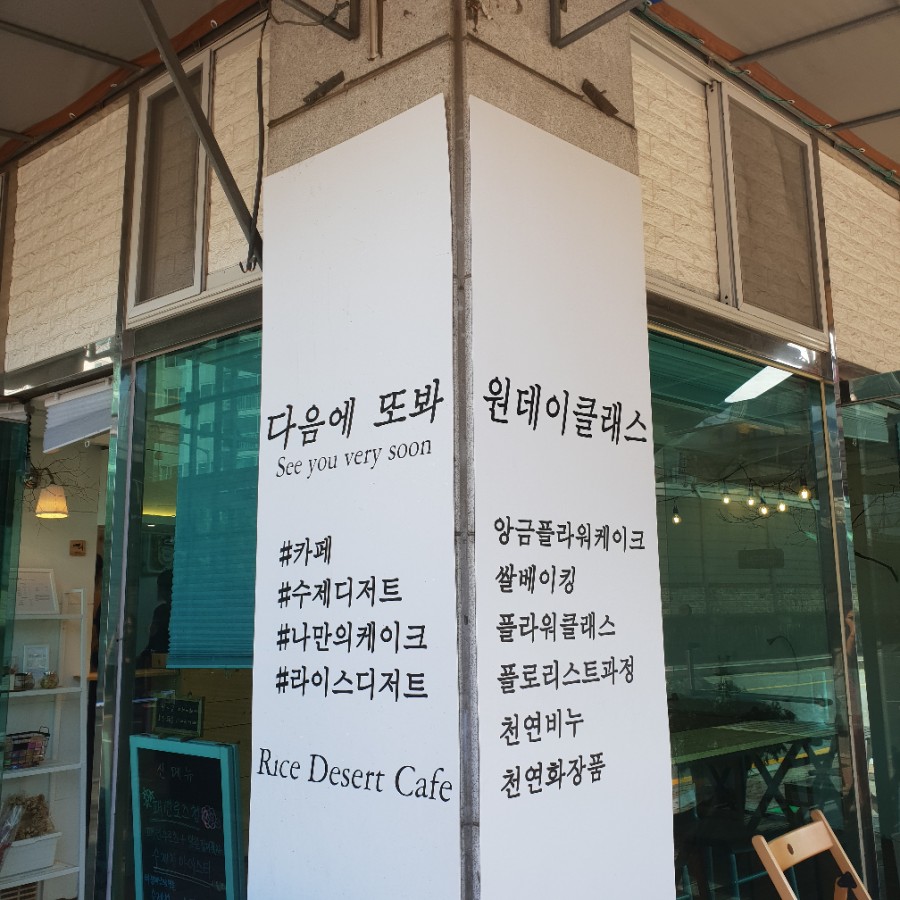 다음에 또봐
See you very soon
#카페
#수제디저트
#나만의케이크
#라이스디저트
Rice Desert Cafe
원데이클래스
앙금플라워케이크
쌀베이킹
플라워클래스
플로리스트과정
천연비누
천연화장품
신메뉴